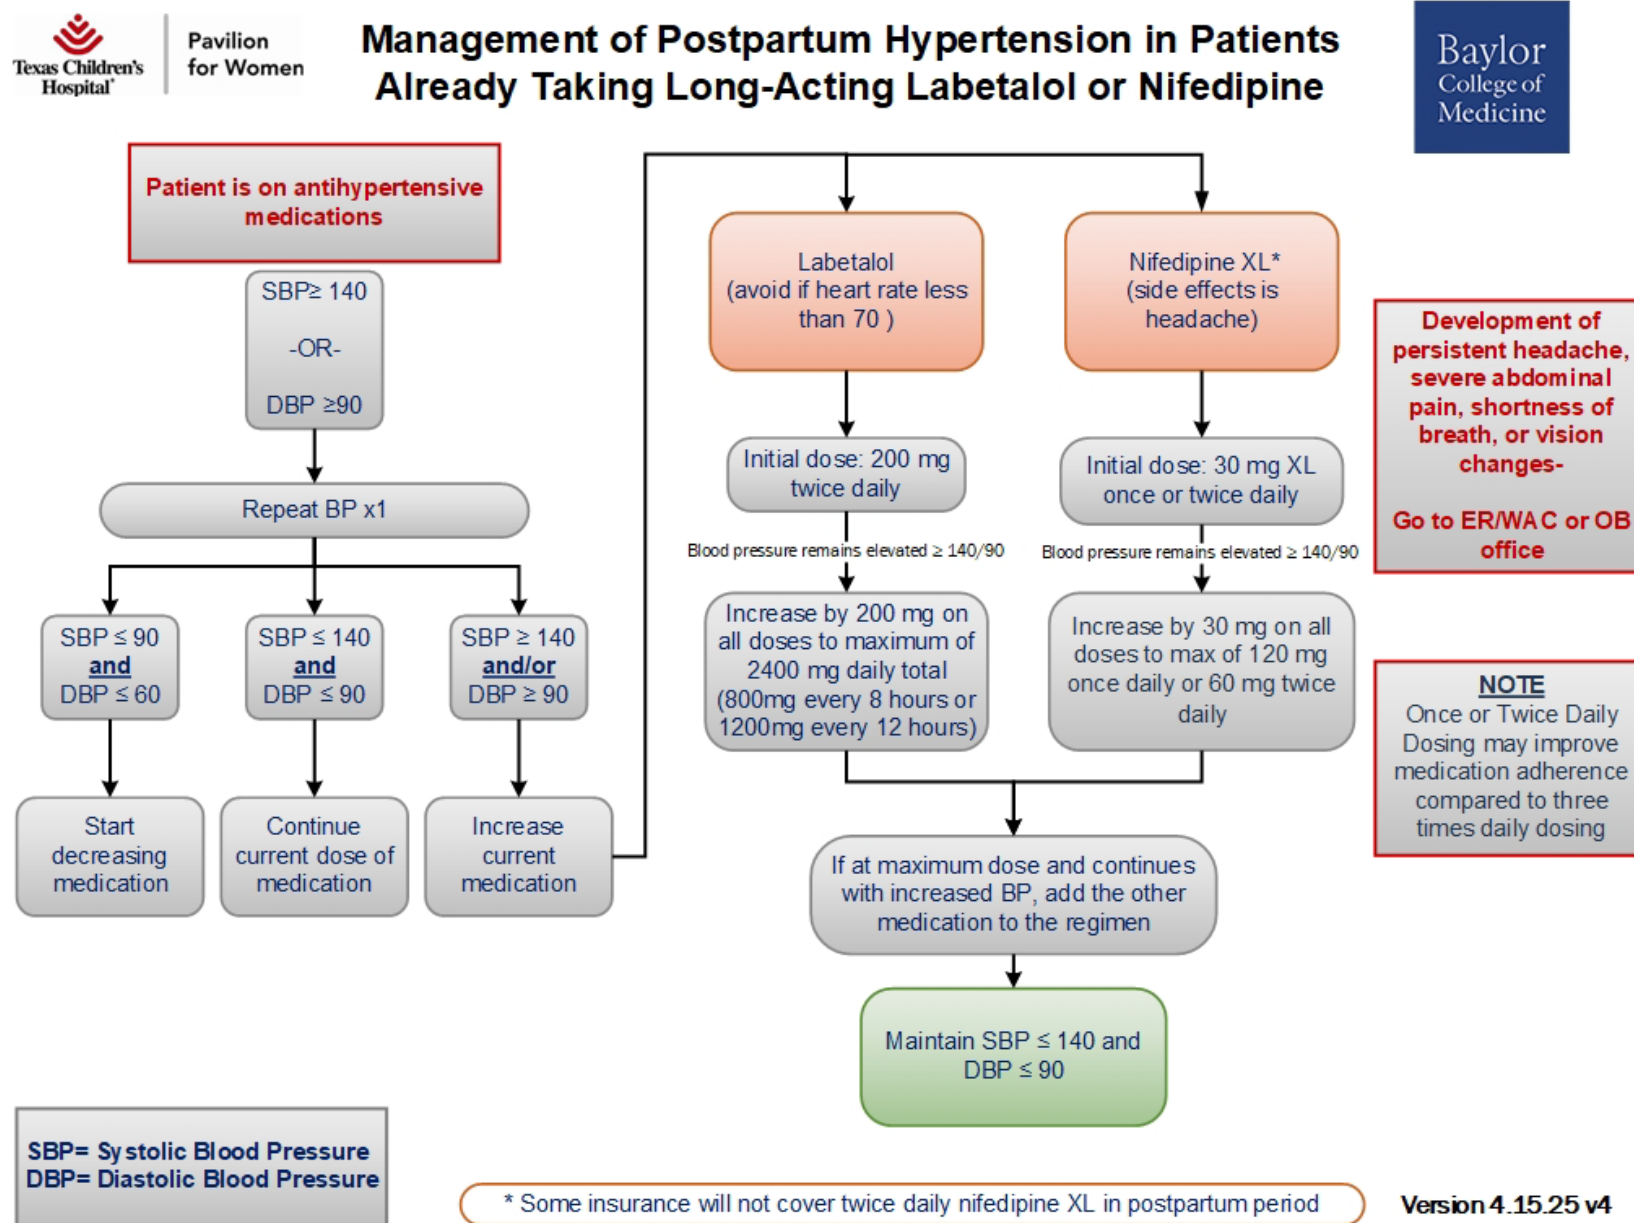 Texas Children's
Hospital®
Pavilion
for Women
Management of Postpartum Hypertension in Patients
Already Taking Long-Acting Labetalol or Nifedipine
Baylor
College of
Medicine
Patient is on antihypertensive
medications
SBP≥ 140
-OR-
DBP ≥90
Repeat BP x1
SBP ≤ 90
and
DBP ≤ 60
SBP ≤ 140
and
DBP ≤ 90
SBP ≥ 140
and/or
DBP ≥ 90
Start
decreasing
medication
Continue
current dose of
medication
Increase
current
medication
Labetalol
(avoid if heart rate less
than 70 )
Initial dose: 200 mg
twice daily
Blood pressure remains elevated ≥ 140/90
Increase by 200 mg on
all doses to maximum of
2400 mg daily total
(800mg every 8 hours or
1200mg every 12 hours)
Nifedipine XL*
(side effects is
headache)
Initial dose: 30 mg XL
once or twice daily
Blood pressure remains elevated ≥ 140/90
Increase by 30 mg on all
doses to max of 120 mg
once daily or 60 mg twice
daily
If at maximum dose and continues
with increased BP, add the other
medication to the regimen
Maintain SBP ≤ 140 and
DBP ≤ 90
Development of
persistent headache,
severe abdominal
pain, shortness of
breath, or vision
changes-
Go to ER/WAC or OB
office
NOTE
Once or Twice Daily
Dosing may improve
medication adherence
compared to three
times daily dosing
SBP= Systolic Blood Pressure
DBP= Diastolic Blood Pressure
* Some insurance will not cover twice daily nifedipine XL in postpartum period
Version 4.15.25 v4